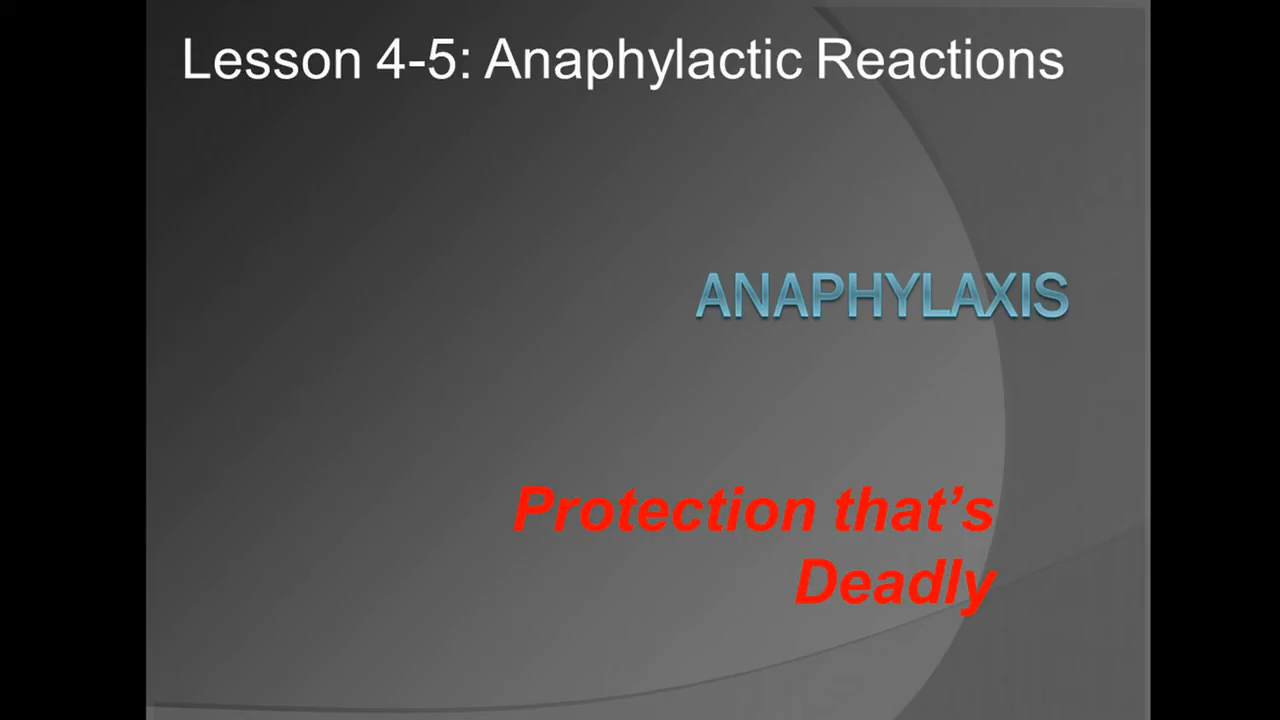 Lesson 4-5: Anaphylactic Reactions
ANAPHYLAXIS
Protection that’s
Deadly